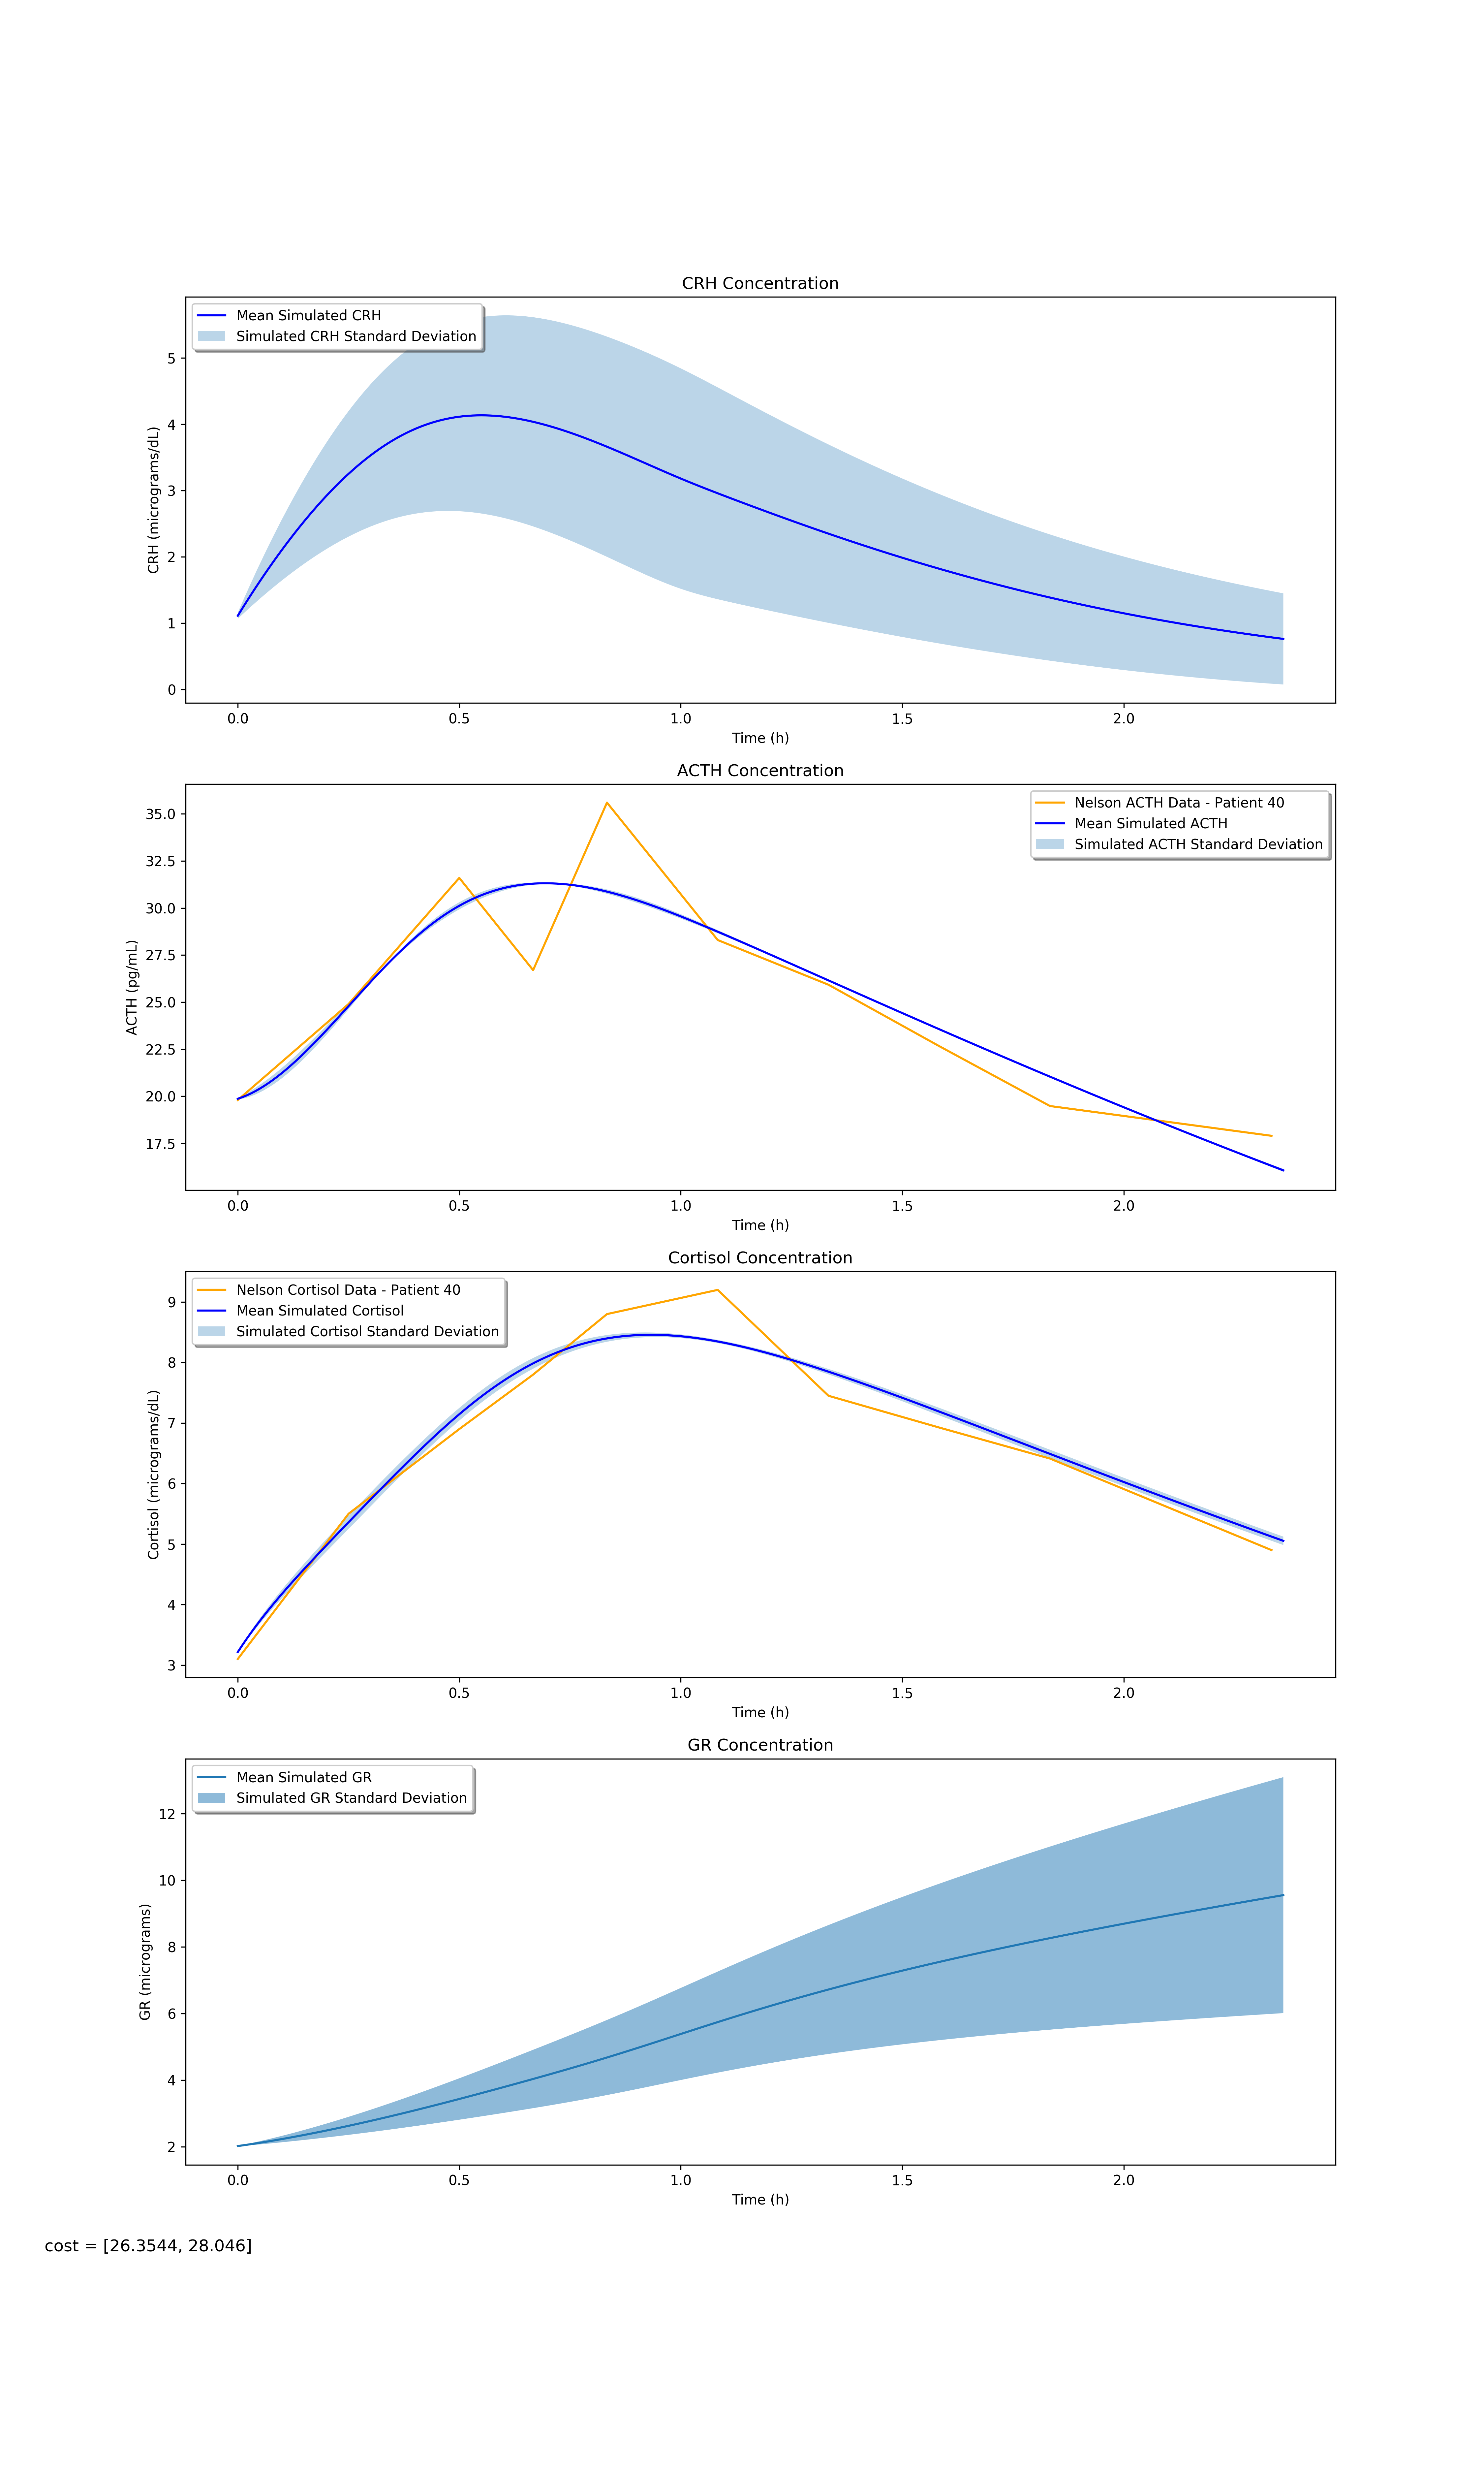 CRH Concentration
Mean Simulated CRH
Simulated CRH Standard Deviation
CRH (micrograms/dL)
5
4
3
2
1
0
0.0 0.5 1.0 1.5 2.0
Time (h)
ACTH Concentration
Nelson ACTH Data - Patient 40
Mean Simulated ACTH
Simulated ACTH Standard Deviation
ACTH (pg/mL)
35.0
32.5
30.0
27.5
25.0
22.5
20.0
17.5
0.0 0.5 1.0 1.5 2.0
Time (h)
Cortisol Concentration
Nelson Cortisol Data - Patient 40
Mean Simulated Cortisol
Simulated Cortisol Standard Deviation
Cortisol (micrograms/dL)
9
8
7
6
5
4
3
0.0 0.5 1.0 1.5 2.0
Time (h)
GR Concentration
Mean Simulated GR
Simulated GR Standard Deviation
GR (micrograms)
12
10
8
6
4
2
0.0 0.5 1.0 1.5 2.0
Time (h)
cost = [26.3544, 28.046]